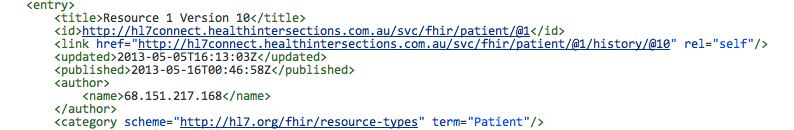 <entry>
<title>Resource 1 Version 10</title>
<id>http://hl7connect.healthintersections.com.au/svc/fhir/patient/@1</id>
<link href="http://hl7connect.healthintersections.com.au/svc/fhir/patient/@1/history/@10" rel="self"/>
<updated>2013-05-05T16:13:03Z</updated>
<published>2013-05-16T00:46:58Z</published>
<author>
<name>68.151.217.168</name>
</author>
<category scheme="http://hl7.org/fhir/resource-types" term="Patient"/>